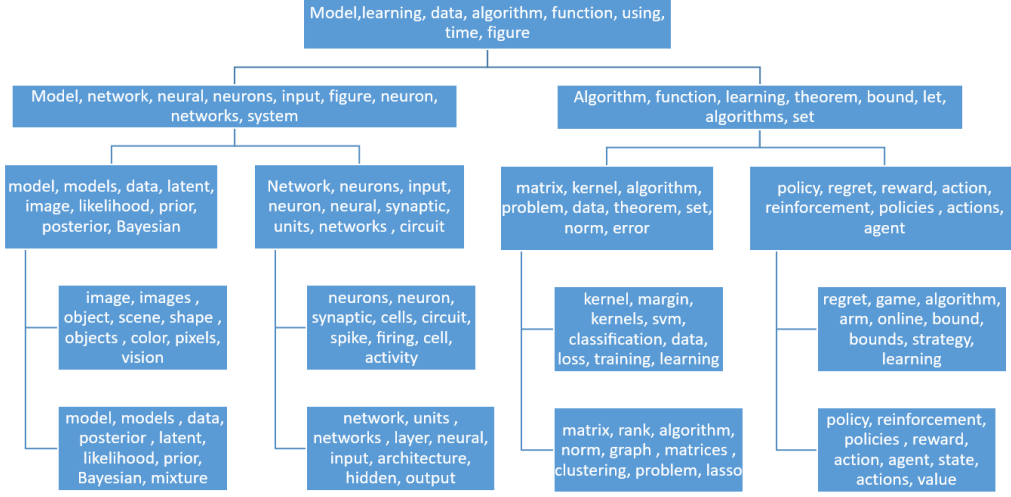 Model,learning, data, algorithm, function, using,
time, figure
Model, network, neural, neurons, input, figure, neuron,
networks, system
Algorithm, function, learning, theorem, bound, let,
algorithms, set
model, models, data, latent,
image, likelihood, prior,
posterior, Bayesian
Network, neurons, input,
neuron, neural, synaptic,
units, networks , circuit
matrix, kernel, algorithm,
problem, data, theorem, set,
norm, error
policy, regret, reward, action,
reinforcement, policies , actions,
agent
image, images ,
object, scene, shape ,
objects , color, pixels,
vision
neurons, neuron,
synaptic, cells, circuit,
spike, firing, cell,
activity
kernel, margin,
kernels, svm,
classification, data,
loss, training, learning
regret, game, algorithm,
arm, online, bound,
bounds, strategy,
learning
model, models , data,
posterior , latent,
likelihood, prior,
Bayesian, mixture
network, units ,
networks , layer, neural,
input, architecture,
hidden, output
matrix, rank, algorithm,
norm, graph , matrices ,
clustering, problem, lasso
policy, reinforcement,
policies , reward,
action, agent, state,
actions, value